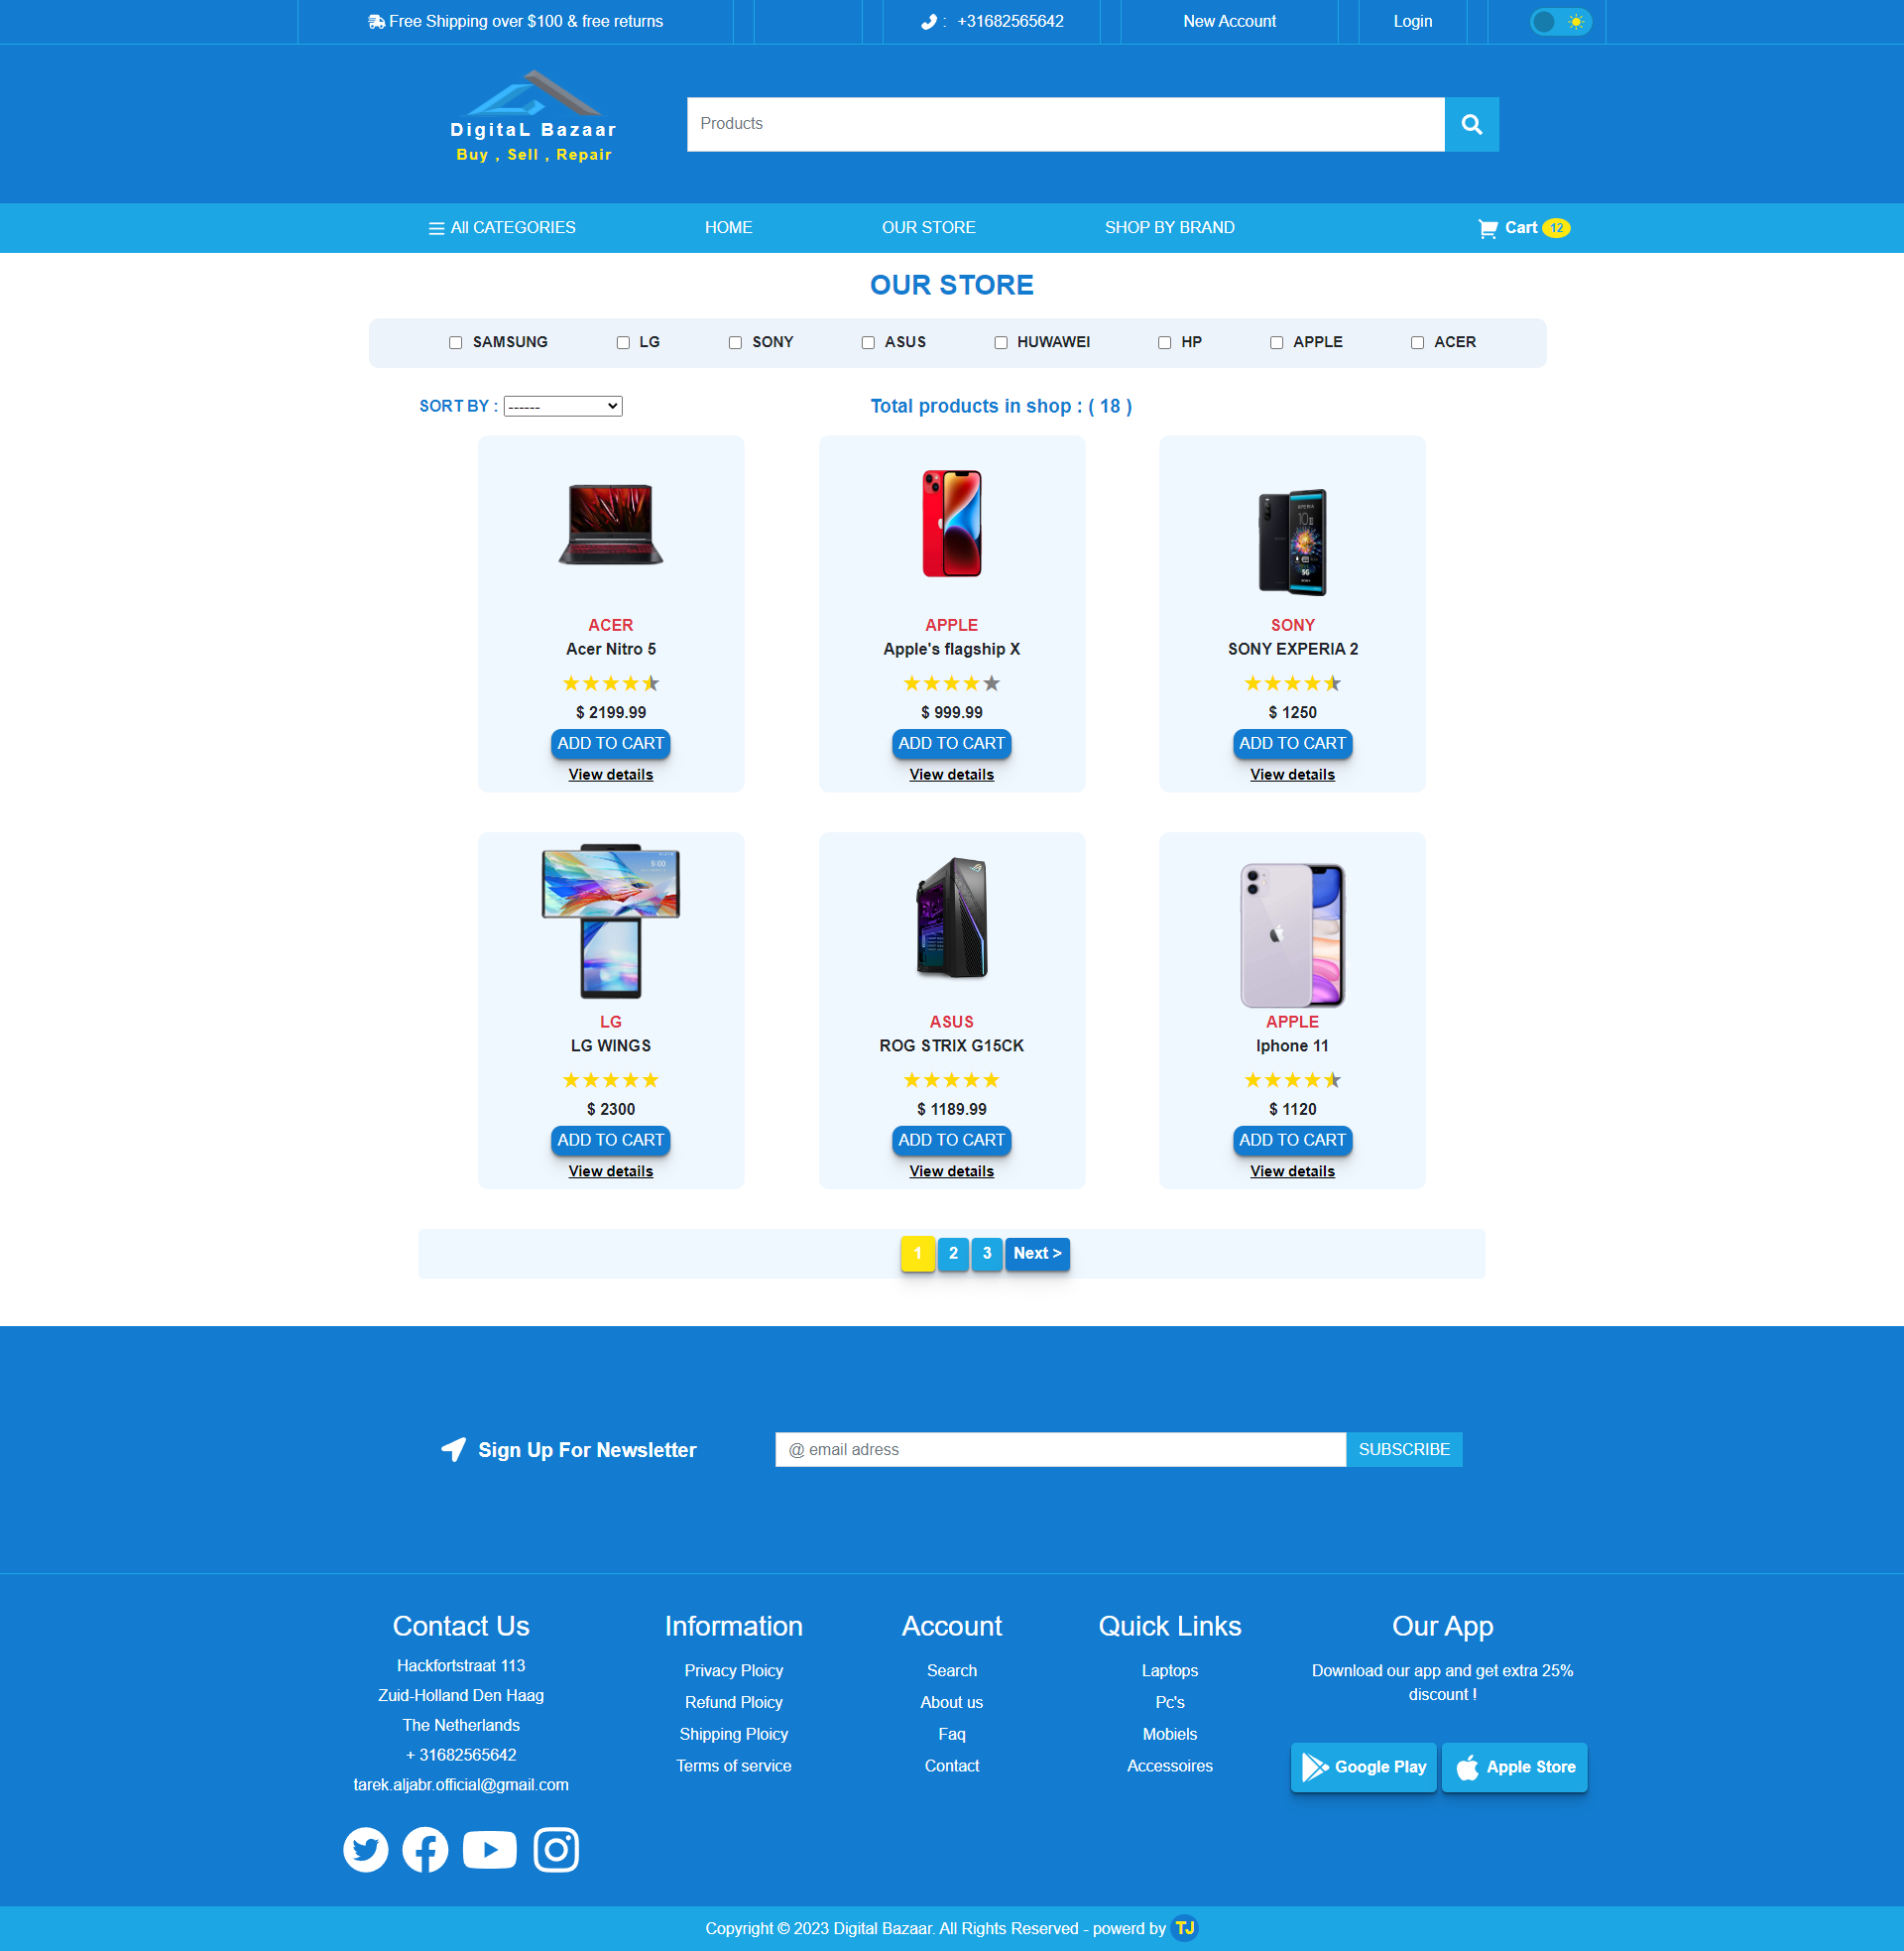 Free Shipping over $100 & free returns
: +31682565642
New Account
Login
DigitaL Bazaar
Buy , Sell , Repair
Products
All CATEGORIES
HOME
OUR STORE
SHOP BY BRAND
Cart 12
OUR STORE
SAMSUNG
LG
SONY
ASUS
HUWAWEI
HP
APPLE
ACER
SORT BY : ------
Total products in shop : ( 18 )
ACER
Acer Nitro 5
$ 2199.99
ADD TO CART
View details
APPLE
Apple's flagship X
$ 999.99
ADD TO CART
View details
SONY
SONY EXPERIA 2
$ 1250
ADD TO CART
View details
LG
LG WINGS
$ 2300
ADD TO CART
View details
ASUS
ROG STRIX G15CK
$ 1189.99
ADD TO CART
View details
APPLE
Iphone 11
$ 1120
ADD TO CART
View details
1 2 3 Next >
Sign Up For Newsletter
@ email adress
SUBSCRIBE
Contact Us
Hackfortstraat 113
Zuid-Holland Den Haag
The Netherlands
+ 31682565642
tarek.aljabr.official@gmail.com
Information
Privacy Ploicy
Refund Ploicy
Shipping Ploicy
Terms of service
Account
Search
About us
Faq
Contact
Quick Links
Laptops
Pc's
Mobiels
Accessoires
Our App
Download our app and get extra 25%
discount !
Google Play
Apple Store
Copyright © 2023 Digital Bazaar. All Rights Reserved - powerd by TJ